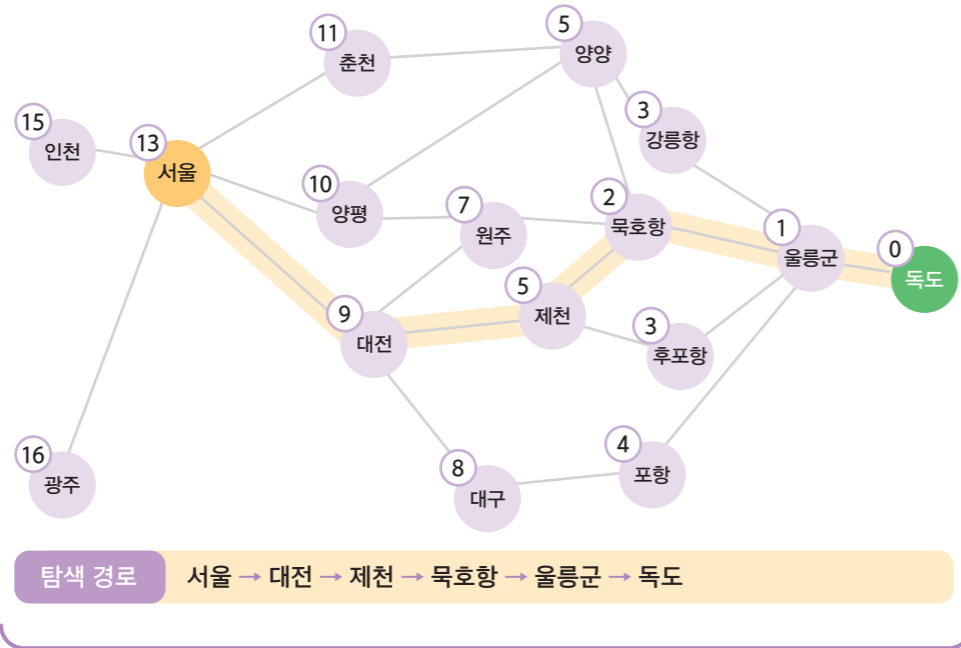 11
춘천
5
양양
15
인천
13
서울
3
강릉항
10
양평
7
원주
2
묵호항
1
울릉군
0
독도
9
대전
5
제천
3
후포항
16
광주
8
대구
4
포항
탐색 경로 서울 → 대전 → 제천 → 묵호항 → 울릉군 → 독도